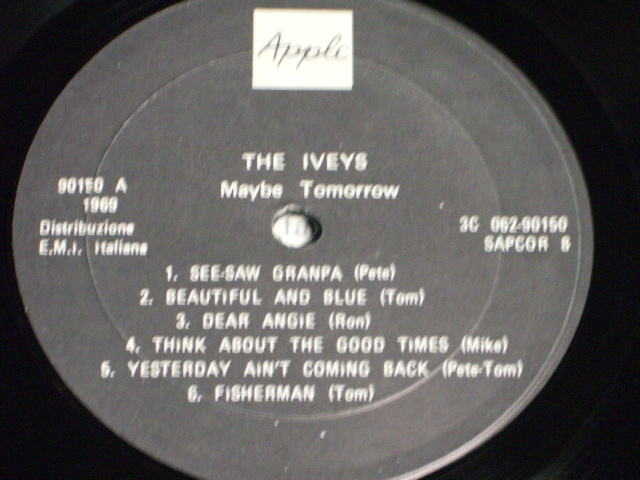 Apple
THE IVEYS
Maybe Tomorrow
90150 A
1969
Distribuzione
E.M.I. Italiana
3C 062-90150
SAPCOR 8
1. SEE-SAW GRANPA (Pete)
2. BEAUTIFUL AND BLUE (Tom)
3. DEAR ANGIE (Ron)
4. THINK ABOUT THE GOOD TIMES (Mike)
5. YESTERDAY AIN'T COMING BACK (Pete-Tom)
6. FISHERMAN (Tom)